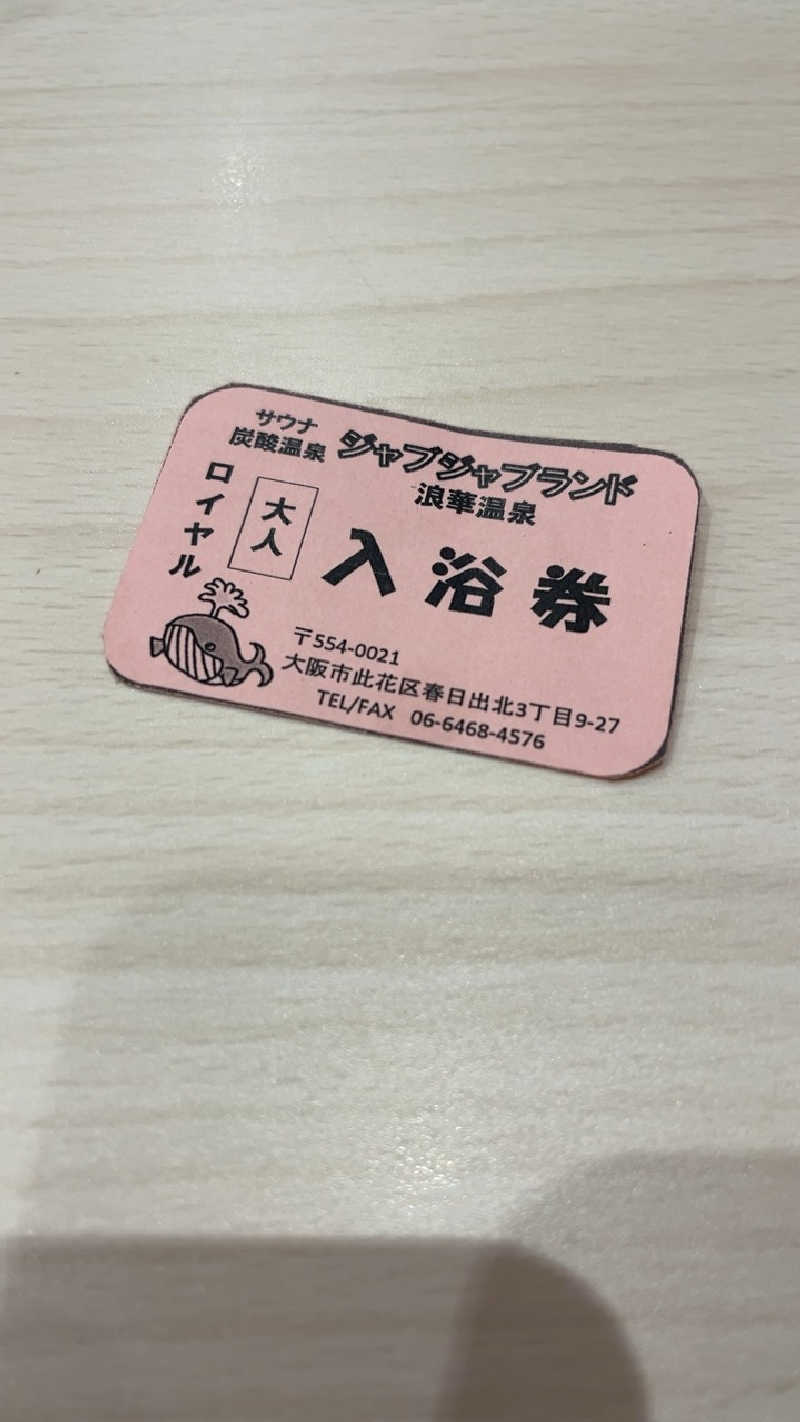 サウナ
炭酸温泉
ジャブジャブランド
浪華温泉
ロイヤル
大人
入浴券
〒554-0021
大阪市此花区春日出北3丁目9-27
TEL/FAX 06-6468-4576